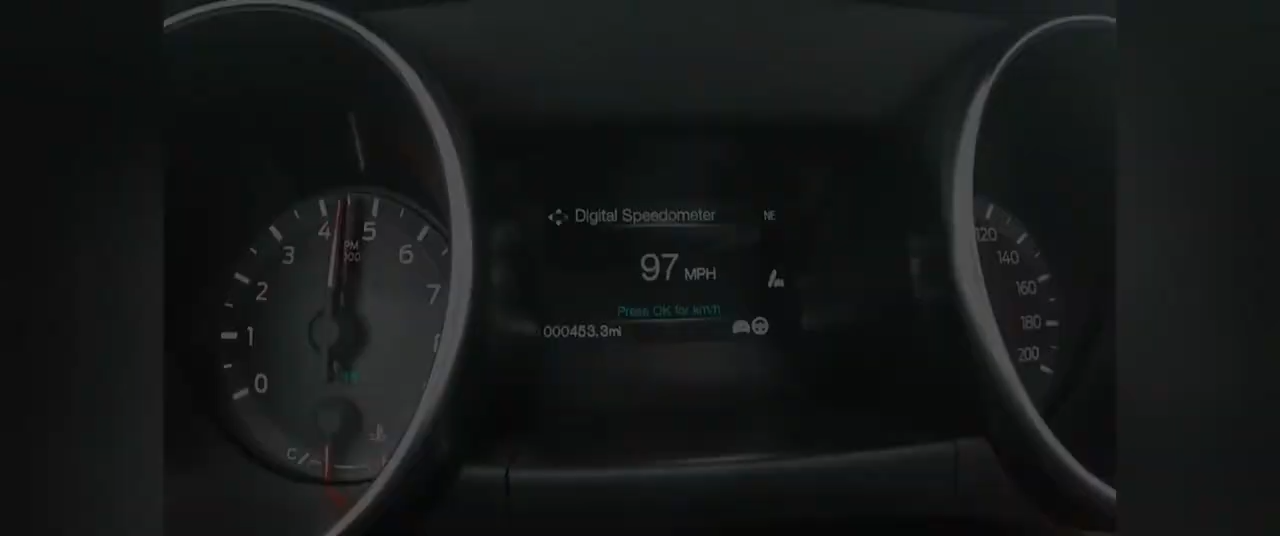 Digital Speedometer NE
97 MPH
Press OK for km/h
000453.3mi
0
1
2
3
4
5
6
7
C
120
140
160
180
200